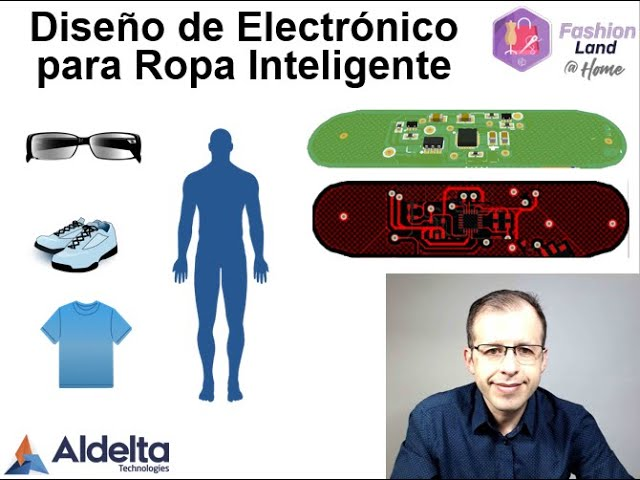 Diseño de Electrónico
para Ropa Inteligente
Fashion
Land
@ Home
Aldelta
Technologies